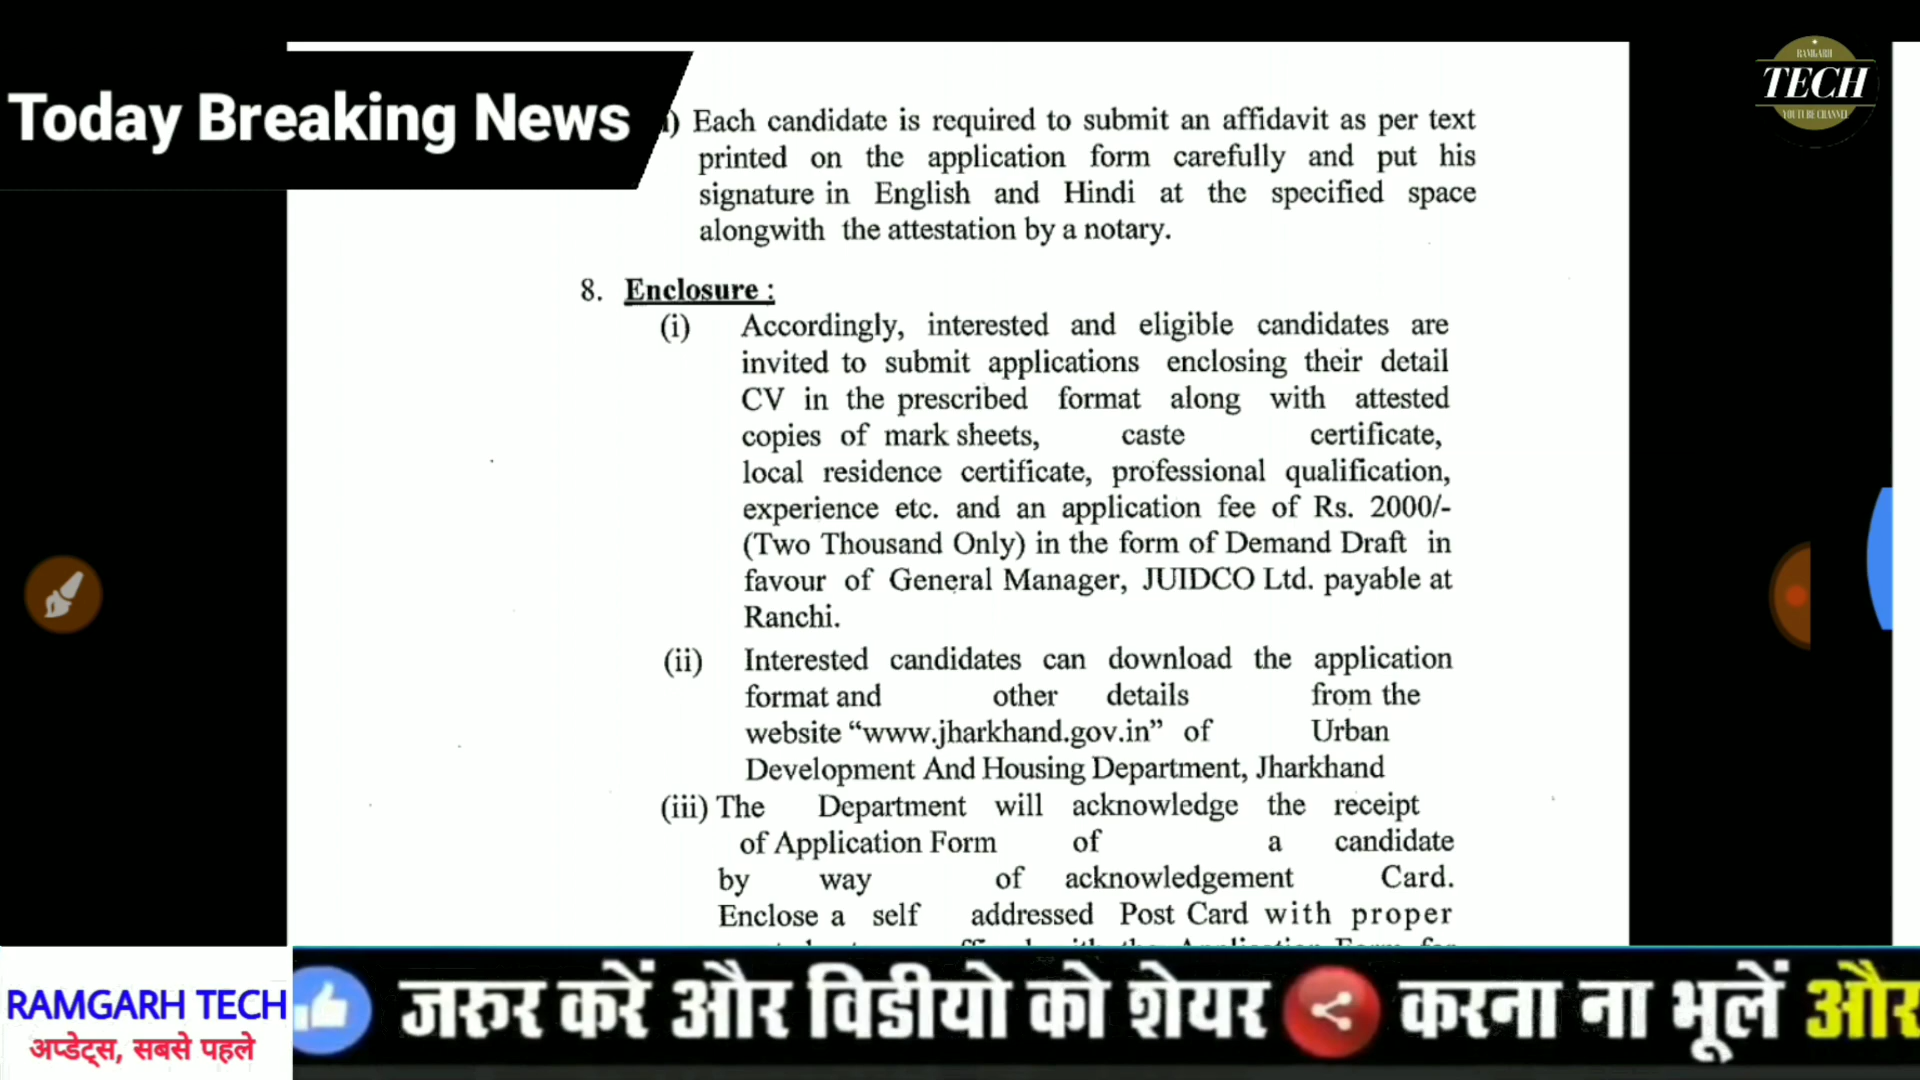 Today Breaking News
RAMGARH
TECH
YOUTUBE CHANNEL
) Each candidate is required to submit an affidavit as per text
printed on the application form carefully and put his
signature in English and Hindi at the specified space
alongwith the attestation by a notary.
8. Enclosure :
(i) Accordingly, interested and eligible candidates are
invited to submit applications enclosing their detail
CV in the prescribed format along with attested
copies of mark sheets, caste certificate,
local residence certificate, professional qualification,
experience etc. and an application fee of Rs. 2000/-
(Two Thousand Only) in the form of Demand Draft in
favour of General Manager, JUIDCO Ltd. payable at
Ranchi.
(ii) Interested candidates can download the application
format and other details from the
website “www.jharkhand.gov.in” of Urban
Development And Housing Department, Jharkhand
(iii) The Department will acknowledge the receipt
of Application Form of a candidate
by way of acknowledgement Card.
Enclose a self addressed Post Card with proper
RAMGARH TECH
अप्डेट्स, सबसे पहले
जरुर करें और विडीयो को शेयर करना ना भूलें और